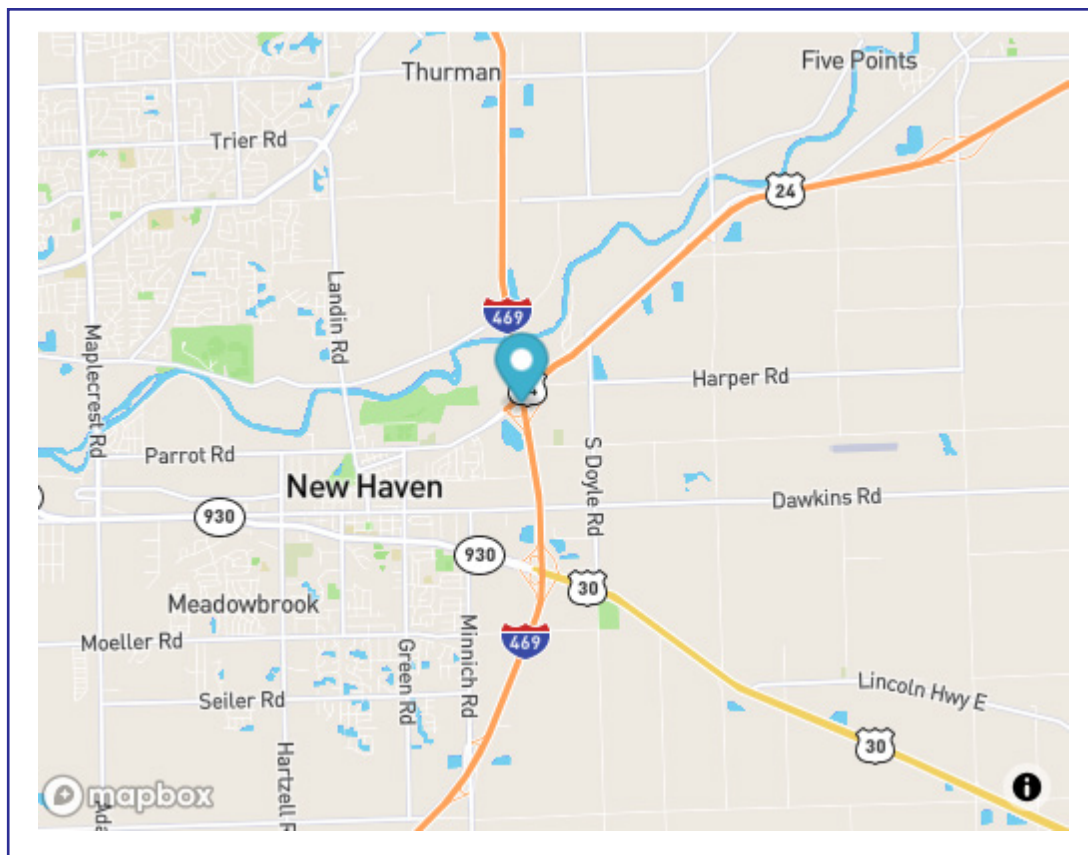 Thurman
Five Points
Trier Rd
24
Landin Rd
469
Maplecrest Rd
Harper Rd
Parrot Rd
S Doyle Rd
New Haven
Dawkins Rd
930
930
30
Meadowbrook
Minnich Rd
Moeller Rd
469
Green Rd
Seiler Rd
Lincoln Hwy E
30
Hartzell R
mapbox
Ada